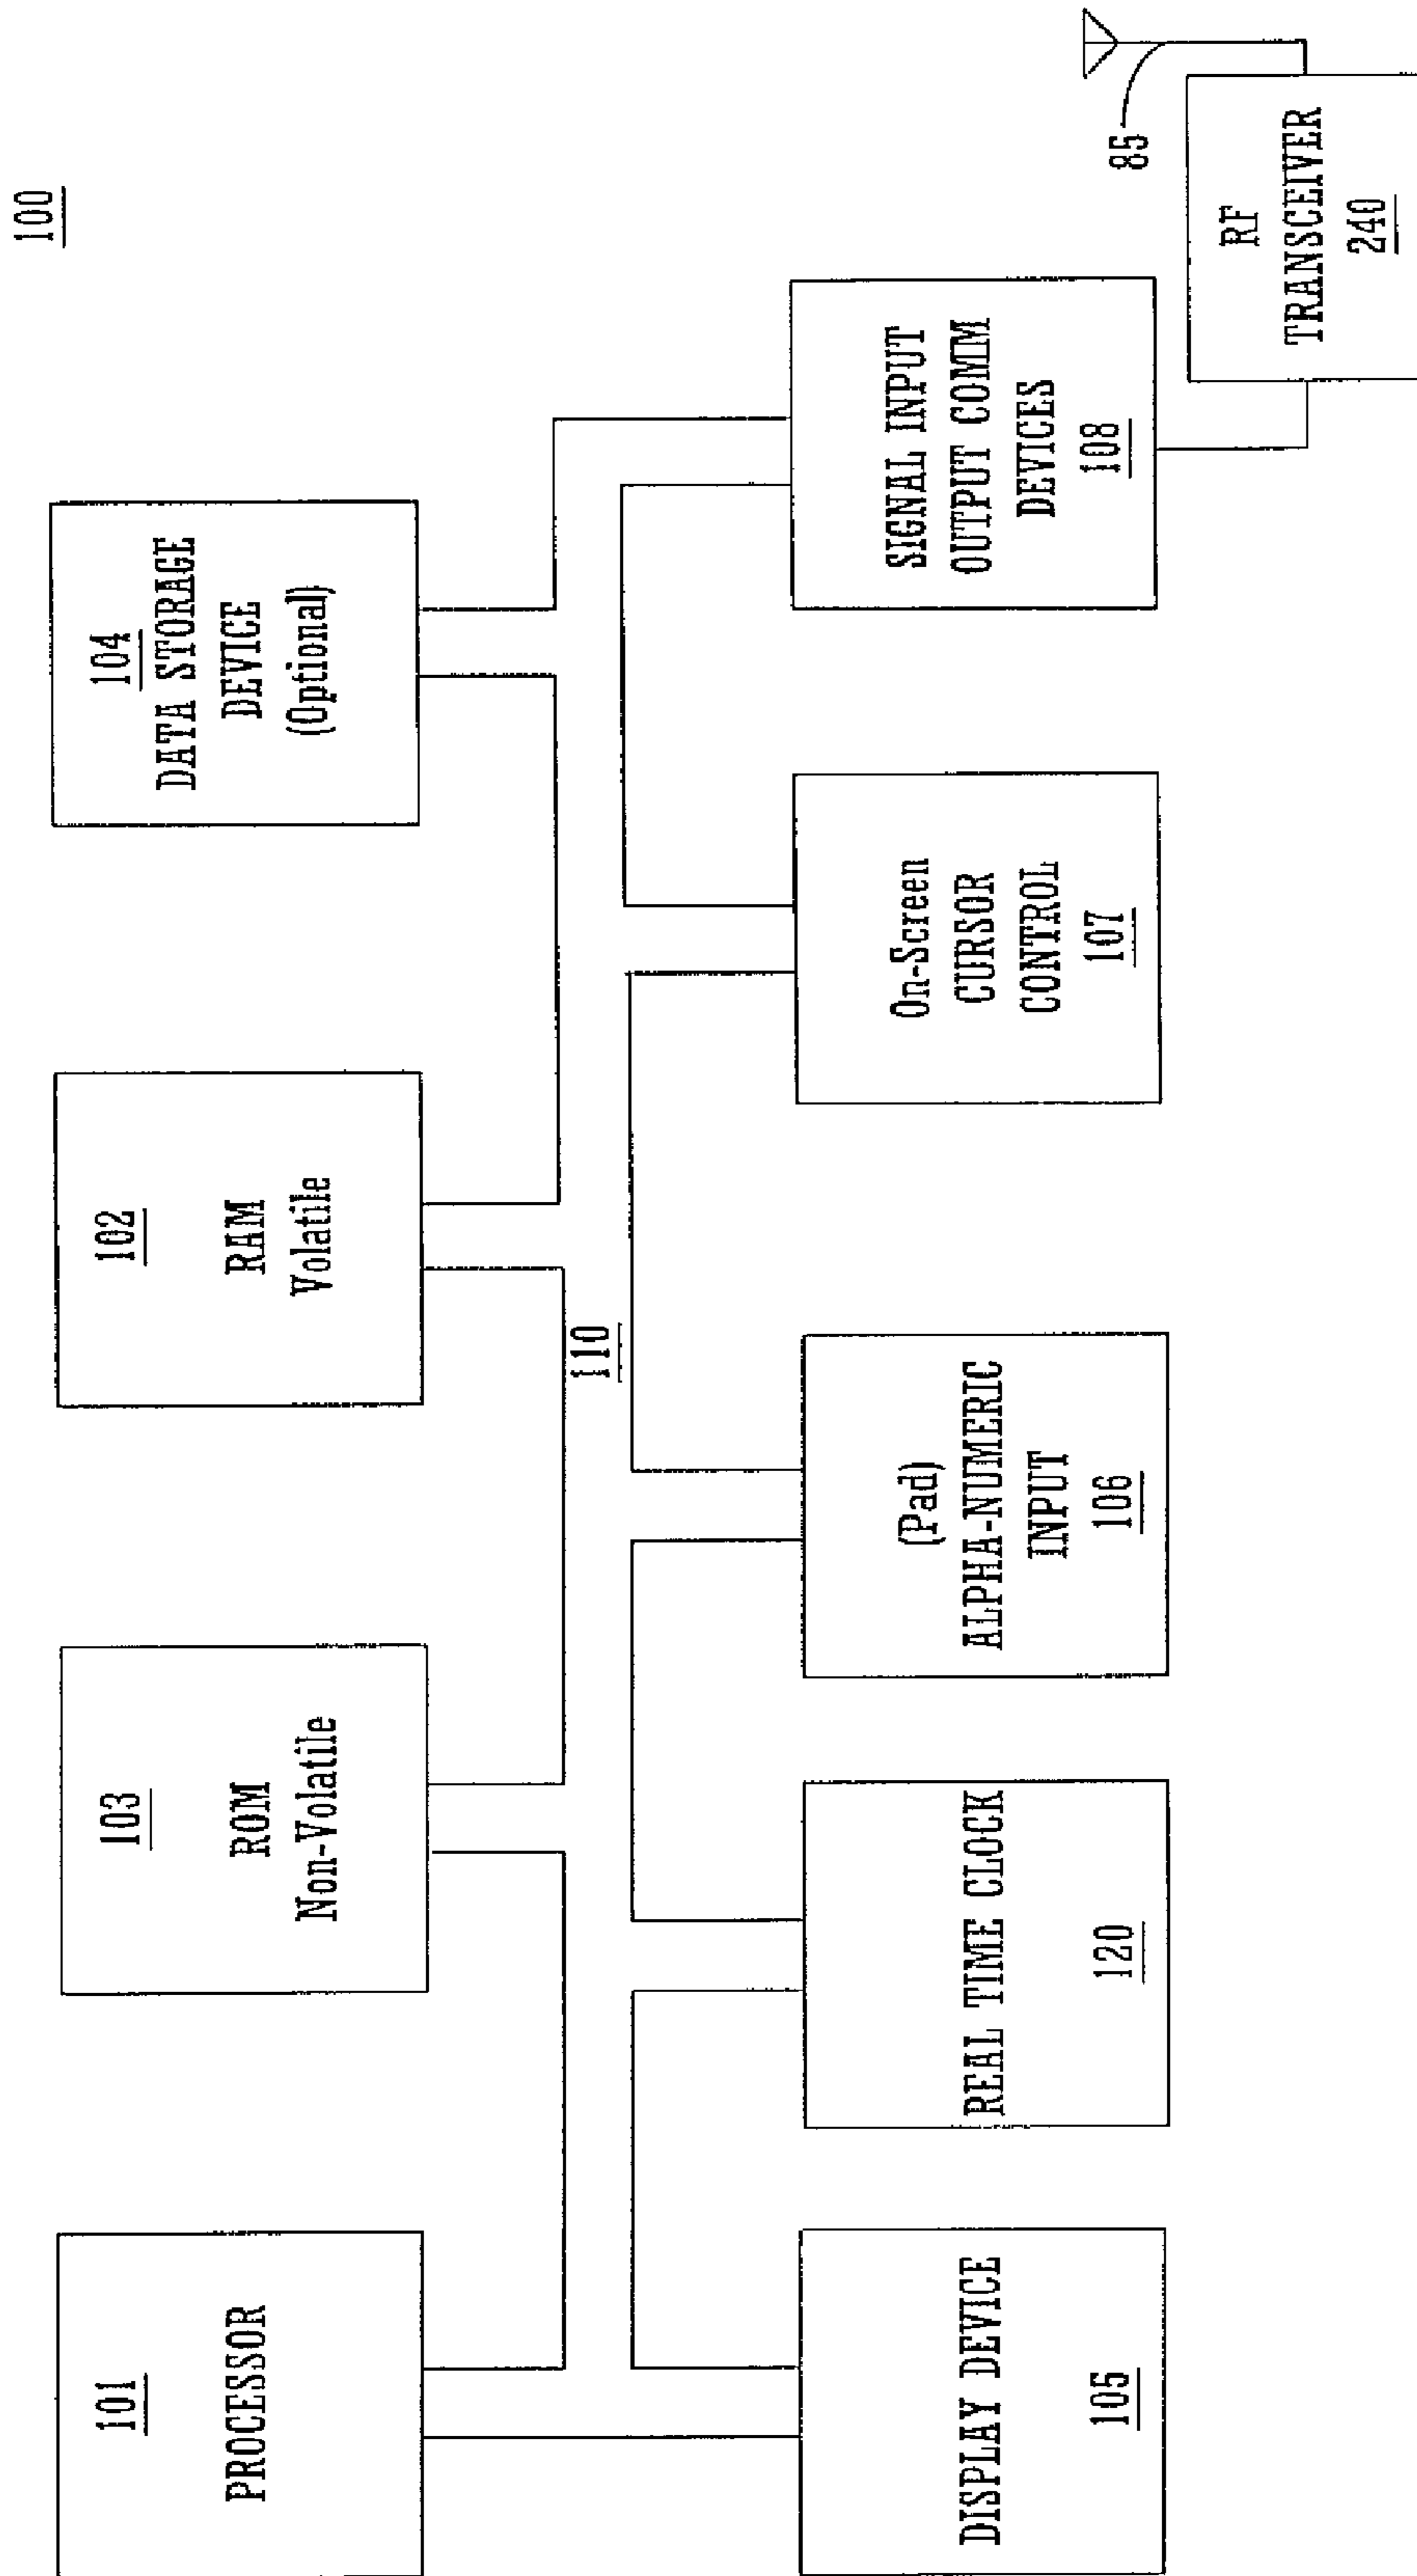 100
101
PROCESSOR
103
ROM
Non-Volatile
102
RAM
Volatile
104
DATA STORAGE
DEVICE
(Optional)
110
DISPLAY DEVICE
105
REAL TIME CLOCK
120
(Pad)
ALPHA-NUMERIC
INPUT
106
On-Screen
CURSOR
CONTROL
107
SIGNAL INPUT
OUTPUT COMM
DEVICES
108
85
RF
TRANSCEIVER
240